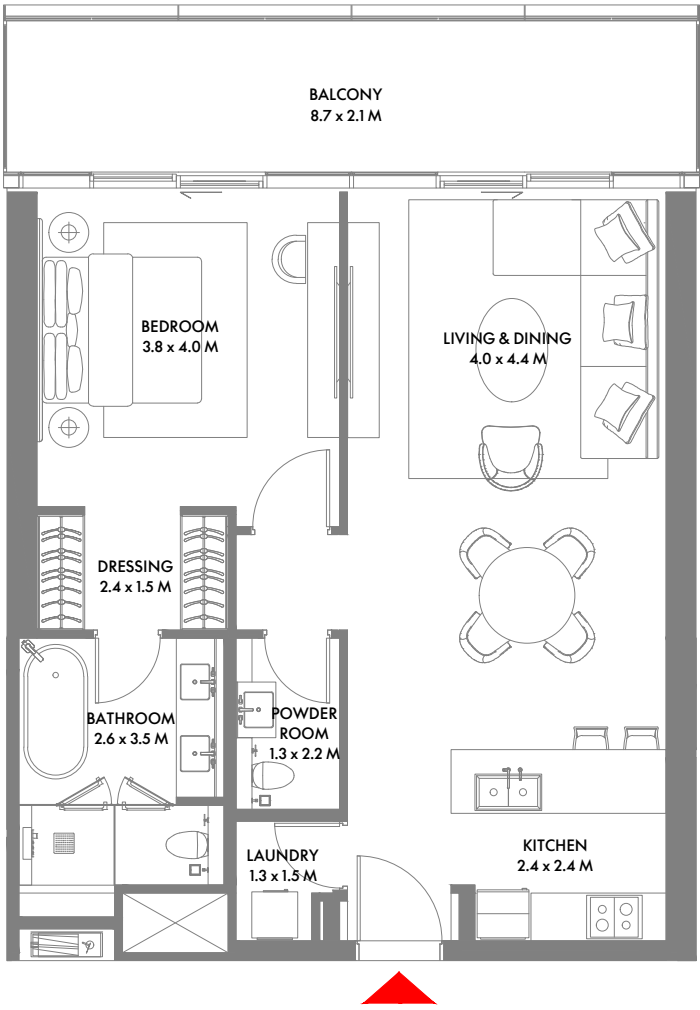 BALCONY
8.7 x 2.1 M
BEDROOM
3.8 x 4.0 M
LIVING & DINING
4.0 x 4.4 M
DRESSING
2.4 x 1.5 M
BATHROOM
2.6 x 3.5 M
POWDER
ROOM
1.3 x 2.2 M
LAUNDRY
1.3 x 1.5 M
KITCHEN
2.4 x 2.4 M